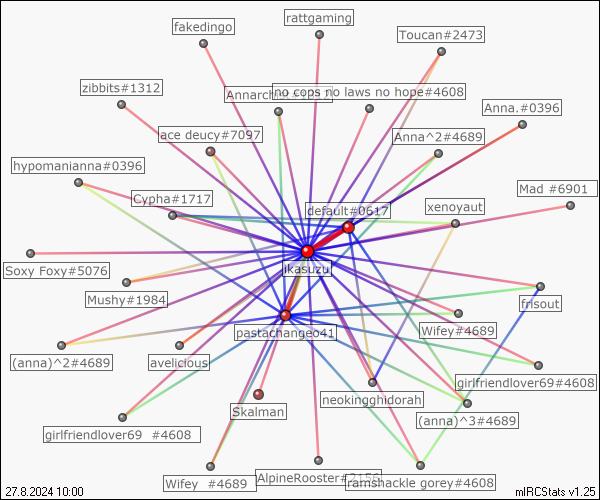 rattgaming
fakedingo
Toucan#2473
zibbits#1312
no cops no laws no hope#4608
Anna.#0396
ace deucy#7097
Anna^2#4689
hypomanianna#0396
Mad #6901
Cypha#1717
default#0617
xenoyaut
Soxy Foxy#5076
ikasuzu
Mushy#1984
frisout
pastachangeo41
Wifey#4689
(anna)^2#4689
avelicious
girlfriendlover69#4608
neokingghidorah
Skalman
(anna)^3#4689
girlfriendlover69 #4608
Wifey #4689
AlpineRooster#2156
ramshackle gorey#4608
27.8.2024 10:00
mIRCStats v1.25